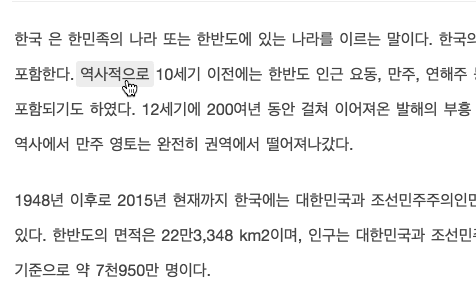 한국 은 한민족의 나라 또는 한반도에 있는 나라를 이르는 말이다. 한국의
포함한다. 역사적으로 10세기 이전에는 한반도 인근 요동, 만주, 연해주
포함되기도 하였다. 12세기에 200여년 동안 걸쳐 이어져온 발해의 부흥
역사에서 만주 영토는 완전히 권역에서 떨어져나갔다.
1948년 이후로 2015년 현재까지 한국에는 대한민국과 조선민주주의인민
있다. 한반도의 면적은 22만3,348 km2이며, 인구는 대한민국과 조선민주
기준으로 약 7천950만 명이다.